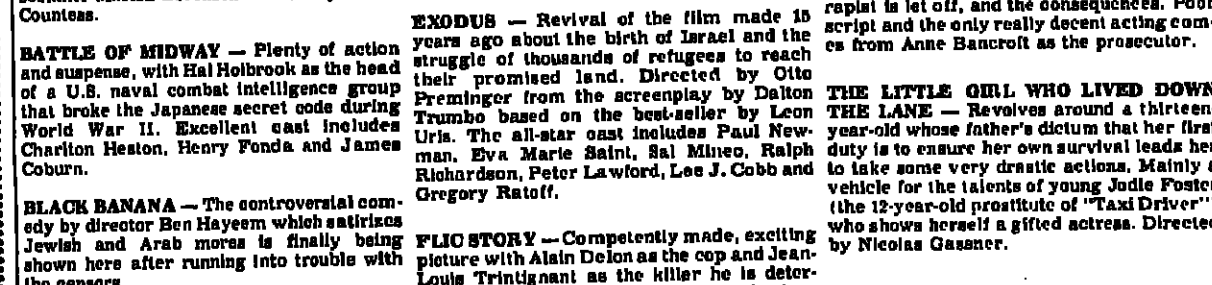 Countess.
BATTLE OF MIDWAY — Plenty of action
and suspense, with Hal Holbrook as the head
of a U.S. naval combat intelligence group
that broke the Japanese secret code during
World War II. Excellent cast includes
Charlton Heston, Henry Fonda and James
Coburn.
BLACK BANANA — The controversial com-
edy by director Ben Hayeem which satirises
Jewish and Arab mores is finally being
shown here after running into trouble with
the censors
EXODUS — Revival of the film made 15
years ago about the birth of Israel and the
struggle of thousands of refugees to reach
their promised land. Directed by Otto
Preminger from the screenplay by Dalton
Trumbo based on the best-seller by Leon
Uris. The all-star cast includes Paul New-
man, Eva Marie Saint, Sal Mineo, Ralph
Richardson, Peter Lawford, Lee J. Cobb and
Gregory Ratoff.
FLIC STORY — Competently made, exciting
picture with Alain Delon as the cop and Jean-
Louis Trintignant as the killer he is deter-
rapist is let off, and the consequences. Poor
script and the only really decent acting com-
es from Anne Bancroft as the prosecutor.
THE LITTLE GIRL WHO LIVED DOWN
THE LANE — Revolves around a thirteen-
year-old whose father's dictum that her first
duty is to ensure her own survival leads her
to take some very drastic actions. Mainly a
vehicle for the talents of young Jodie Foster
(the 12-year-old prostitute of "Taxi Driver")
who shows herself a gifted actress. Directed
by Nicolas Gassner.